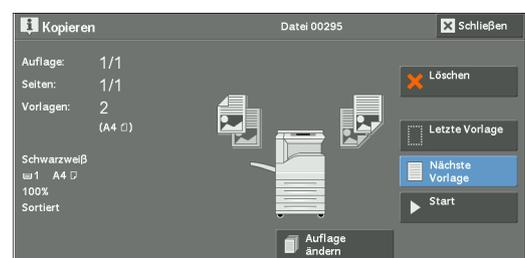 Kopieren
Datei 00295
Schließen
Auflage: 1/1
Seiten: 1/1
Vorlagen: 2
(A4)
Schwarzweiß
1 A4
100%
Sortiert
Löschen
Letzte Vorlage
Nächste
Vorlage
Start
Auflage
ändern